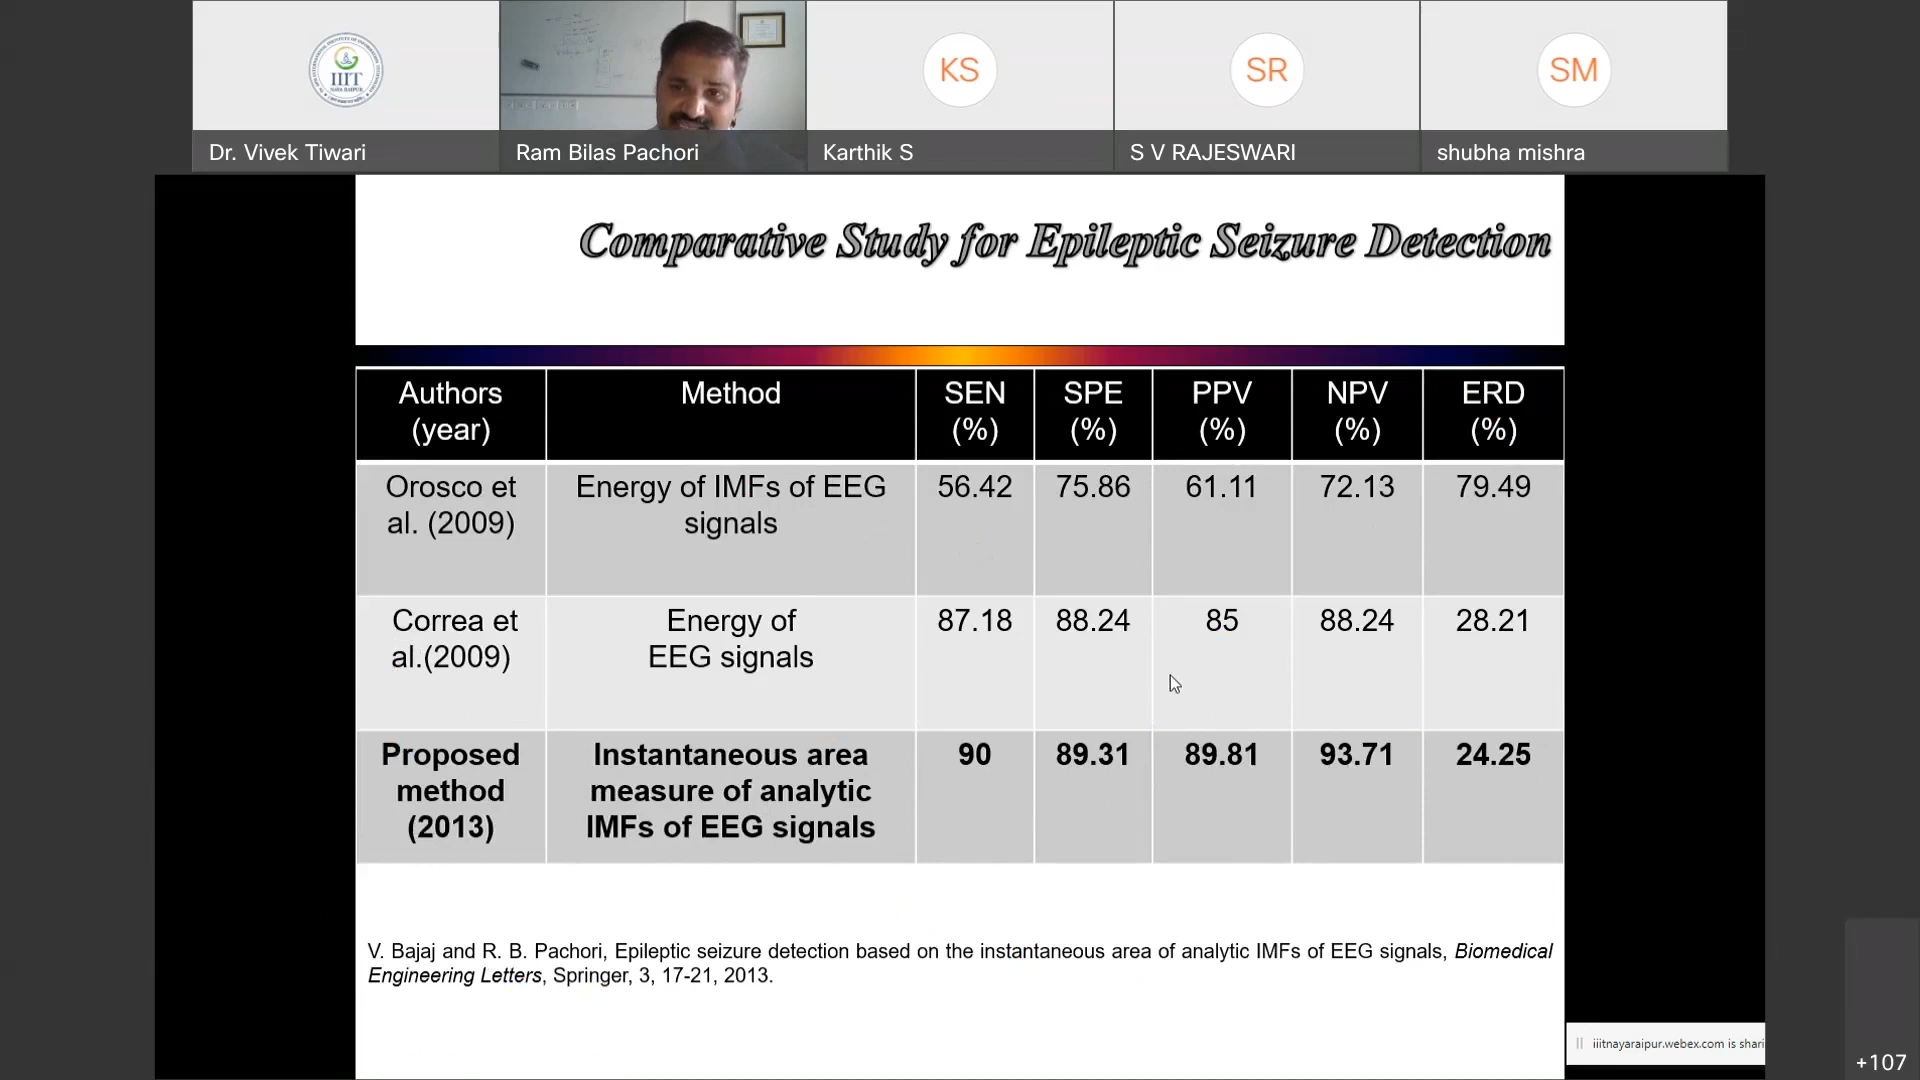 IIIT
NAYA RAIPUR
KS
SR
SM
Dr. Vivek Tiwari
Ram Bilas Pachori
Karthik S
S V RAJESWARI
shubha mishra
Comparative Study for Epileptic Seizure Detection
Authors (year)
Method
SEN (%)
SPE (%)
PPV (%)
NPV (%)
ERD (%)
Orosco et
al. (2009)
Energy of IMFs of EEG
signals
56.42
75.86
61.11
72.13
79.49
Correa et
al.(2009)
Energy of
EEG signals
87.18
88.24
85
88.24
28.21
Proposed
method
(2013)
Instantaneous area
measure of analytic
IMFs of EEG signals
90
89.31
89.81
93.71
24.25
V. Bajaj and R. B. Pachori, Epileptic seizure detection based on the instantaneous area of analytic IMFs of EEG signals, Biomedical
Engineering Letters, Springer, 3, 17-21, 2013.
iiitnayaraipur.webex.com is shari
+107